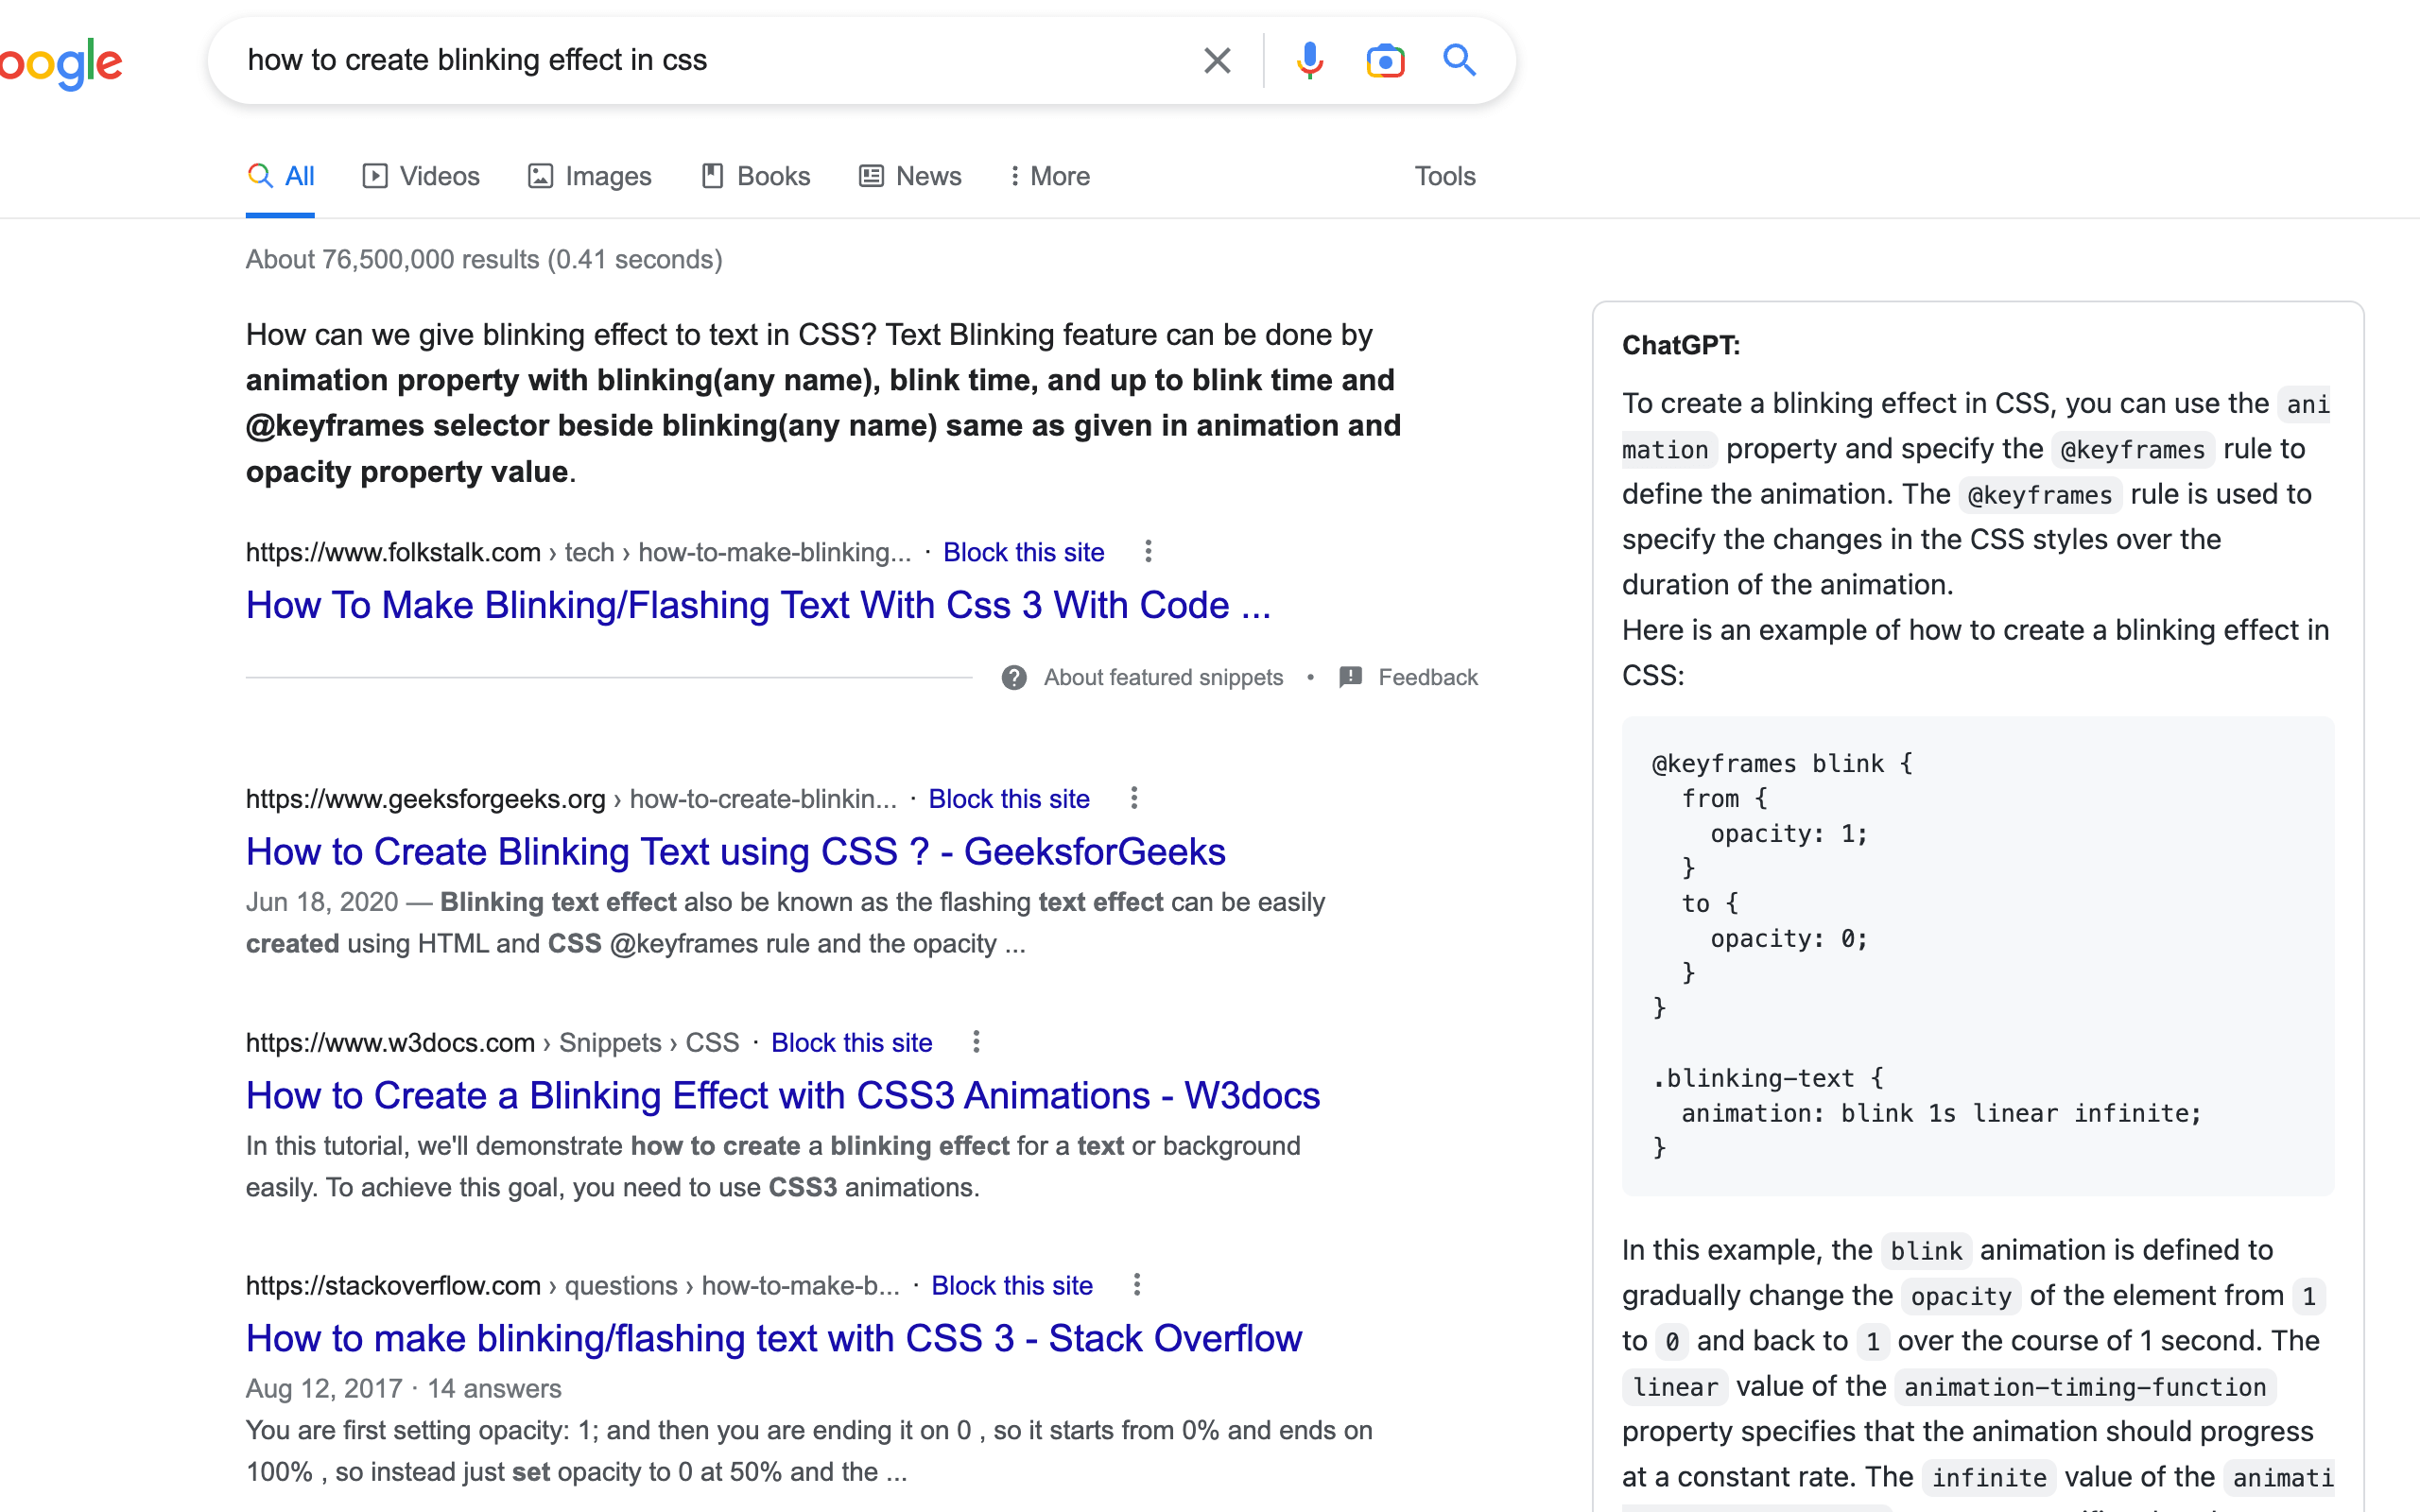 oogle
how to create blinking effect in css
All Videos Images Books News More Tools
About 76,500,000 results (0.41 seconds)
How can we give blinking effect to text in CSS? Text Blinking feature can be done by
animation property with blinking(any name), blink time, and up to blink time and
@keyframes selector beside blinking(any name) same as given in animation and
opacity property value.
https://www.folkstalk.com › tech › how-to-make-blinking... · Block this site
How To Make Blinking/Flashing Text With Css 3 With Code ...
About featured snippets • Feedback
https://www.geeksforgeeks.org › how-to-create-blinkin... · Block this site
How to Create Blinking Text using CSS ? - GeeksforGeeks
Jun 18, 2020 — Blinking text effect also be known as the flashing text effect can be easily
created using HTML and CSS @keyframes rule and the opacity ...
https://www.w3docs.com › Snippets › CSS · Block this site
How to Create a Blinking Effect with CSS3 Animations - W3docs
In this tutorial, we'll demonstrate how to create a blinking effect for a text or background
easily. To achieve this goal, you need to use CSS3 animations.
https://stackoverflow.com › questions › how-to-make-b... · Block this site
How to make blinking/flashing text with CSS 3 - Stack Overflow
Aug 12, 2017 · 14 answers
You are first setting opacity: 1; and then you are ending it on 0 , so it starts from 0% and ends on
100% , so instead just set opacity to 0 at 50% and the ...
ChatGPT:
To create a blinking effect in CSS, you can use the ani
mation property and specify the @keyframes rule to
define the animation. The @keyframes rule is used to
specify the changes in the CSS styles over the
duration of the animation.
Here is an example of how to create a blinking effect in
CSS:
@keyframes blink {
  from {
    opacity: 1;
  }
  to {
    opacity: 0;
  }
}
.blinking-text {
  animation: blink 1s linear infinite;
}
In this example, the blink animation is defined to
gradually change the opacity of the element from 1
to 0 and back to 1 over the course of 1 second. The
linear value of the animation-timing-function
property specifies that the animation should progress
at a constant rate. The infinite value of the animati